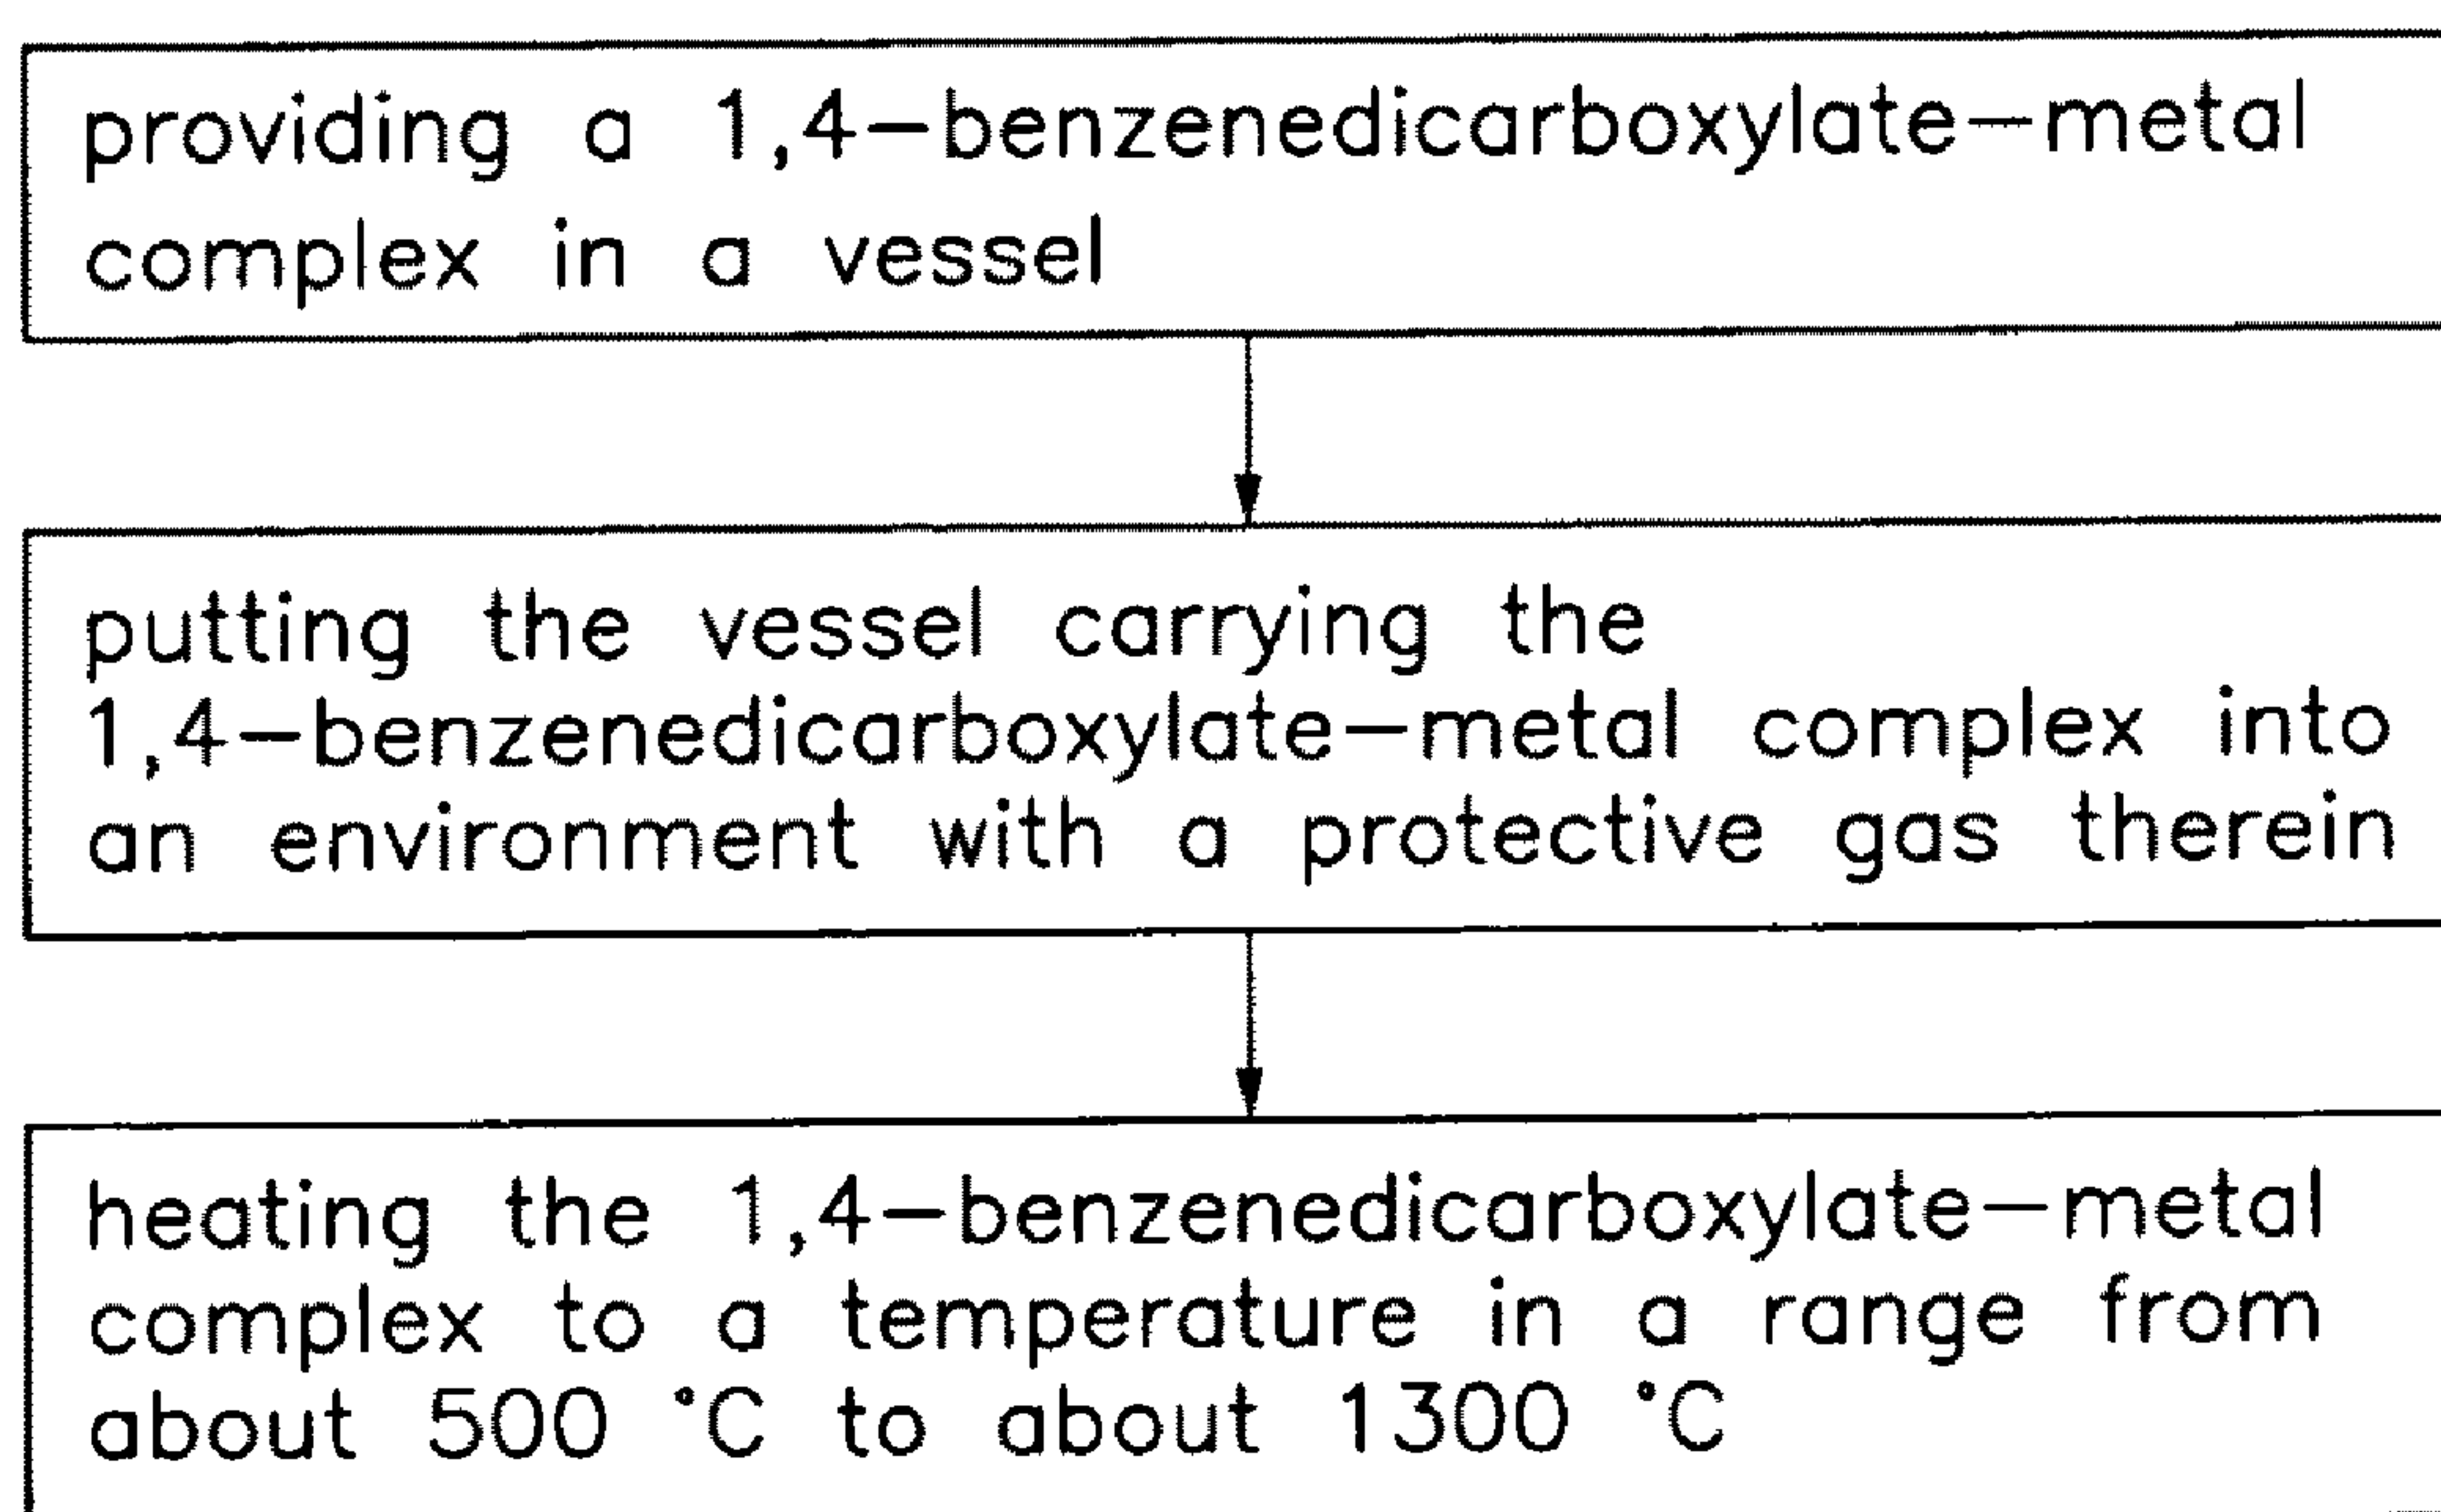 providing a 1,4-benzenedicarboxylate-metal
complex in a vessel
putting the vessel carrying the
1,4-benzenedicarboxylate-metal complex into
an environment with a protective gas therein
heating the 1,4-benzenedicarboxylate-metal
complex to a temperature in a range from
about 500 °C to about 1300 °C